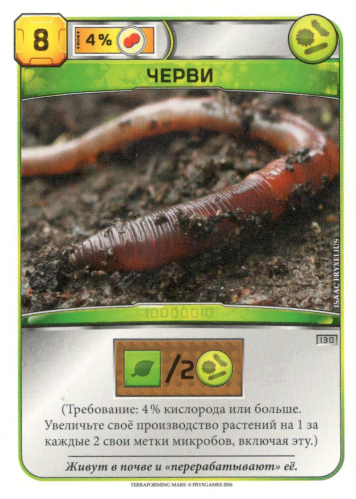 8
4%
ЧЕРВИ
ISAAC FRYXELIUS
10000010
130
/2
(Требование: 4% кислорода или больше.
Увеличьте своё производство растений на 1 за
каждые 2 свои метки микробов, включая эту.)
Живут в почве и «перерабатывают» её.
TERRAFORMING MARS © FRYXGAMES 2016